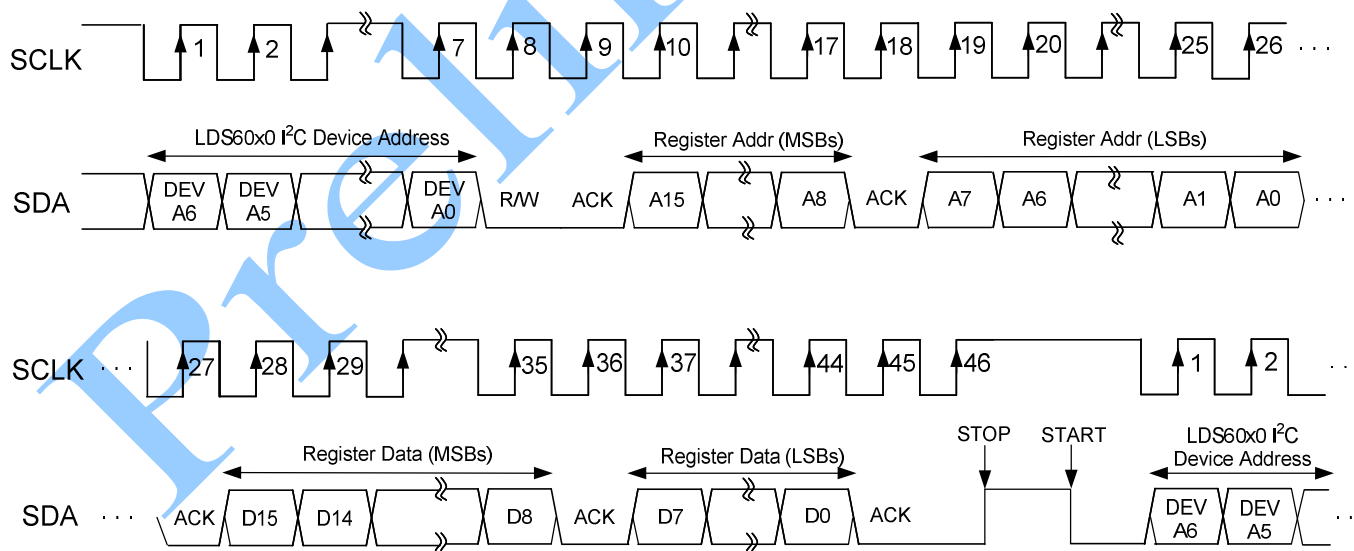 SCLK 1 2 7 8 9 10 17 18 19 20 25 26 · · ·
LDS60x0 I²C Device Address Register Addr (MSBs) Register Addr (LSBs)
SDA DEV A6 DEV A5 DEV A0 R/W ACK A15 A8 ACK A7 A6 A1 A0 · · ·
SCLK · · · 27 28 29 35 36 37 44 45 46 1 2 · ·
Register Data (MSBs) Register Data (LSBs) STOP START LDS60x0 I²C Device Address
SDA · · · ACK D15 D14 D8 ACK D7 D0 ACK DEV A6 DEV A5 · ·